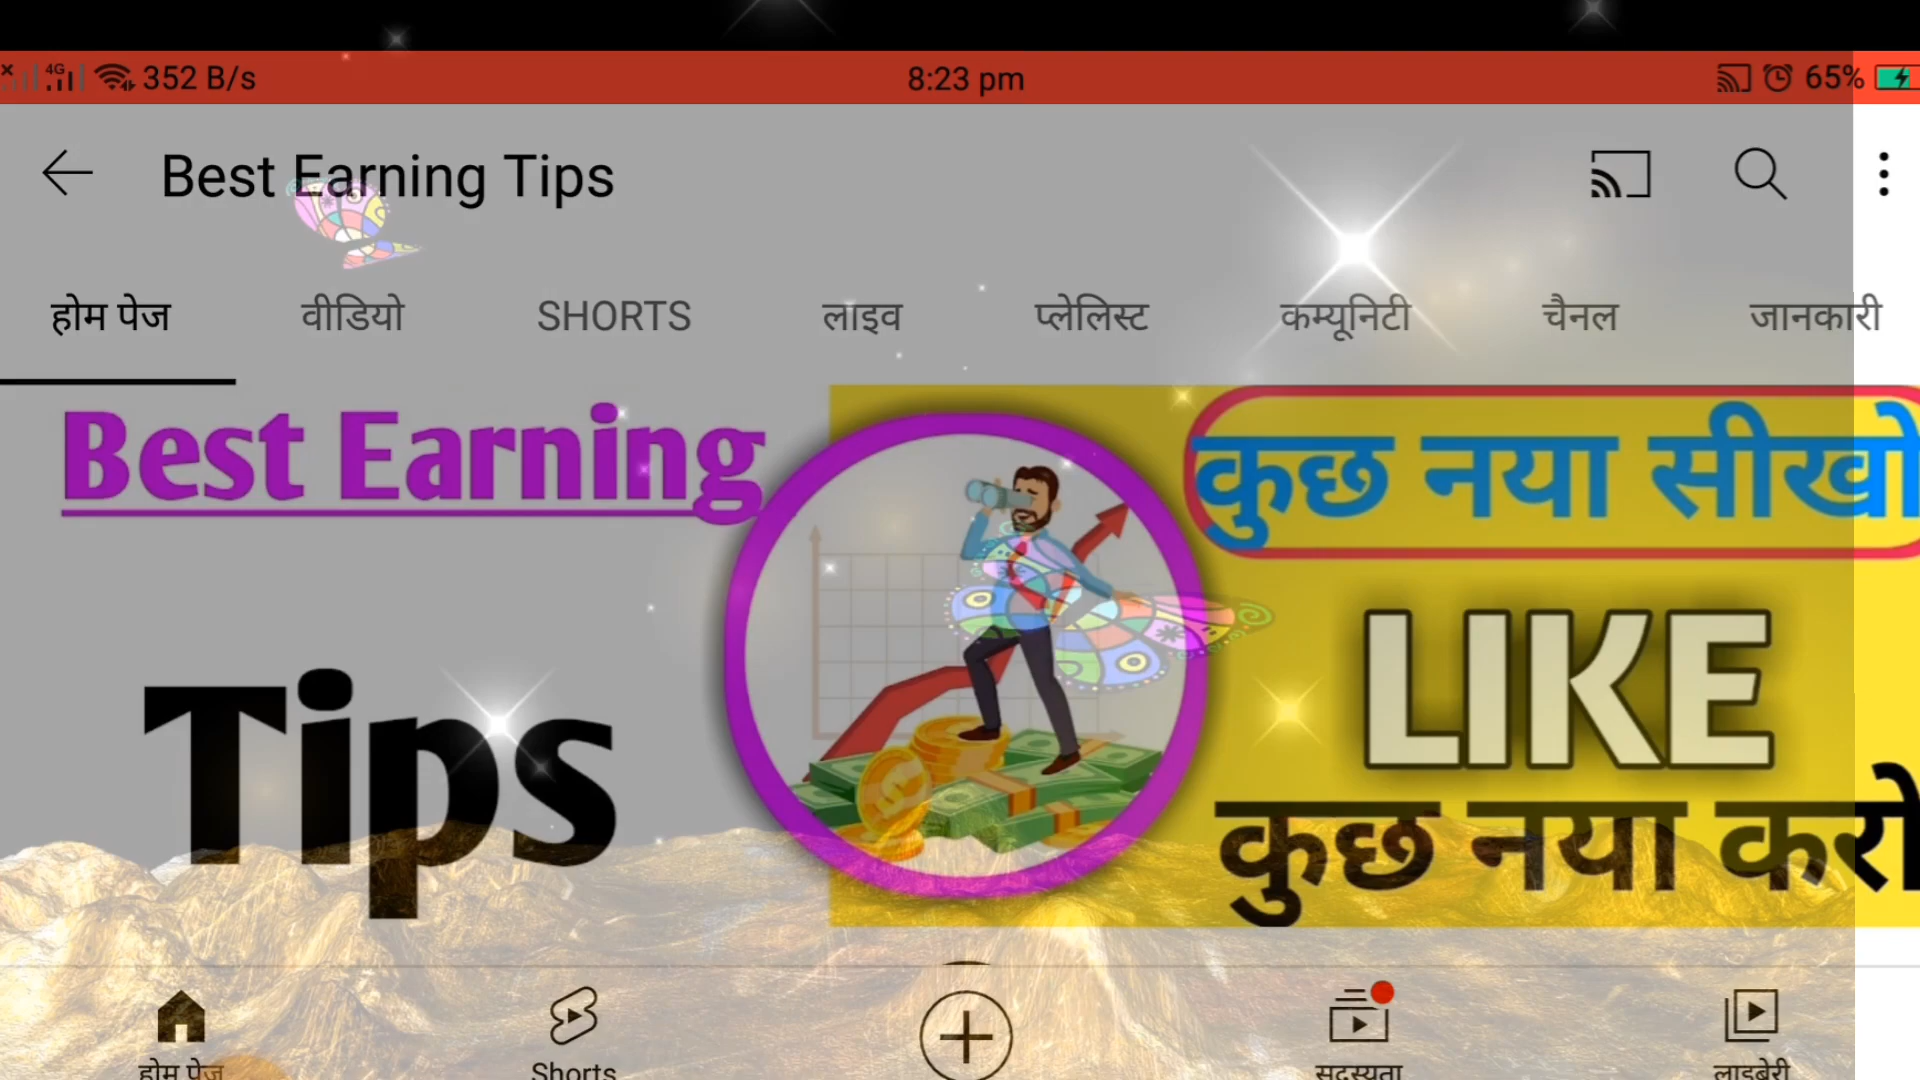 4G 352 B/s 8:23 pm 65%
Best Earning Tips
होम पेज वीडियो SHORTS लाइव प्लेलिस्ट कम्यूनिटी चैनल जानकारी
Best Earning
Tips
कुछ नया सीखो
LIKE
कुछ नया करो
होम पेज Shorts सदस्यता लाइब्रेरी